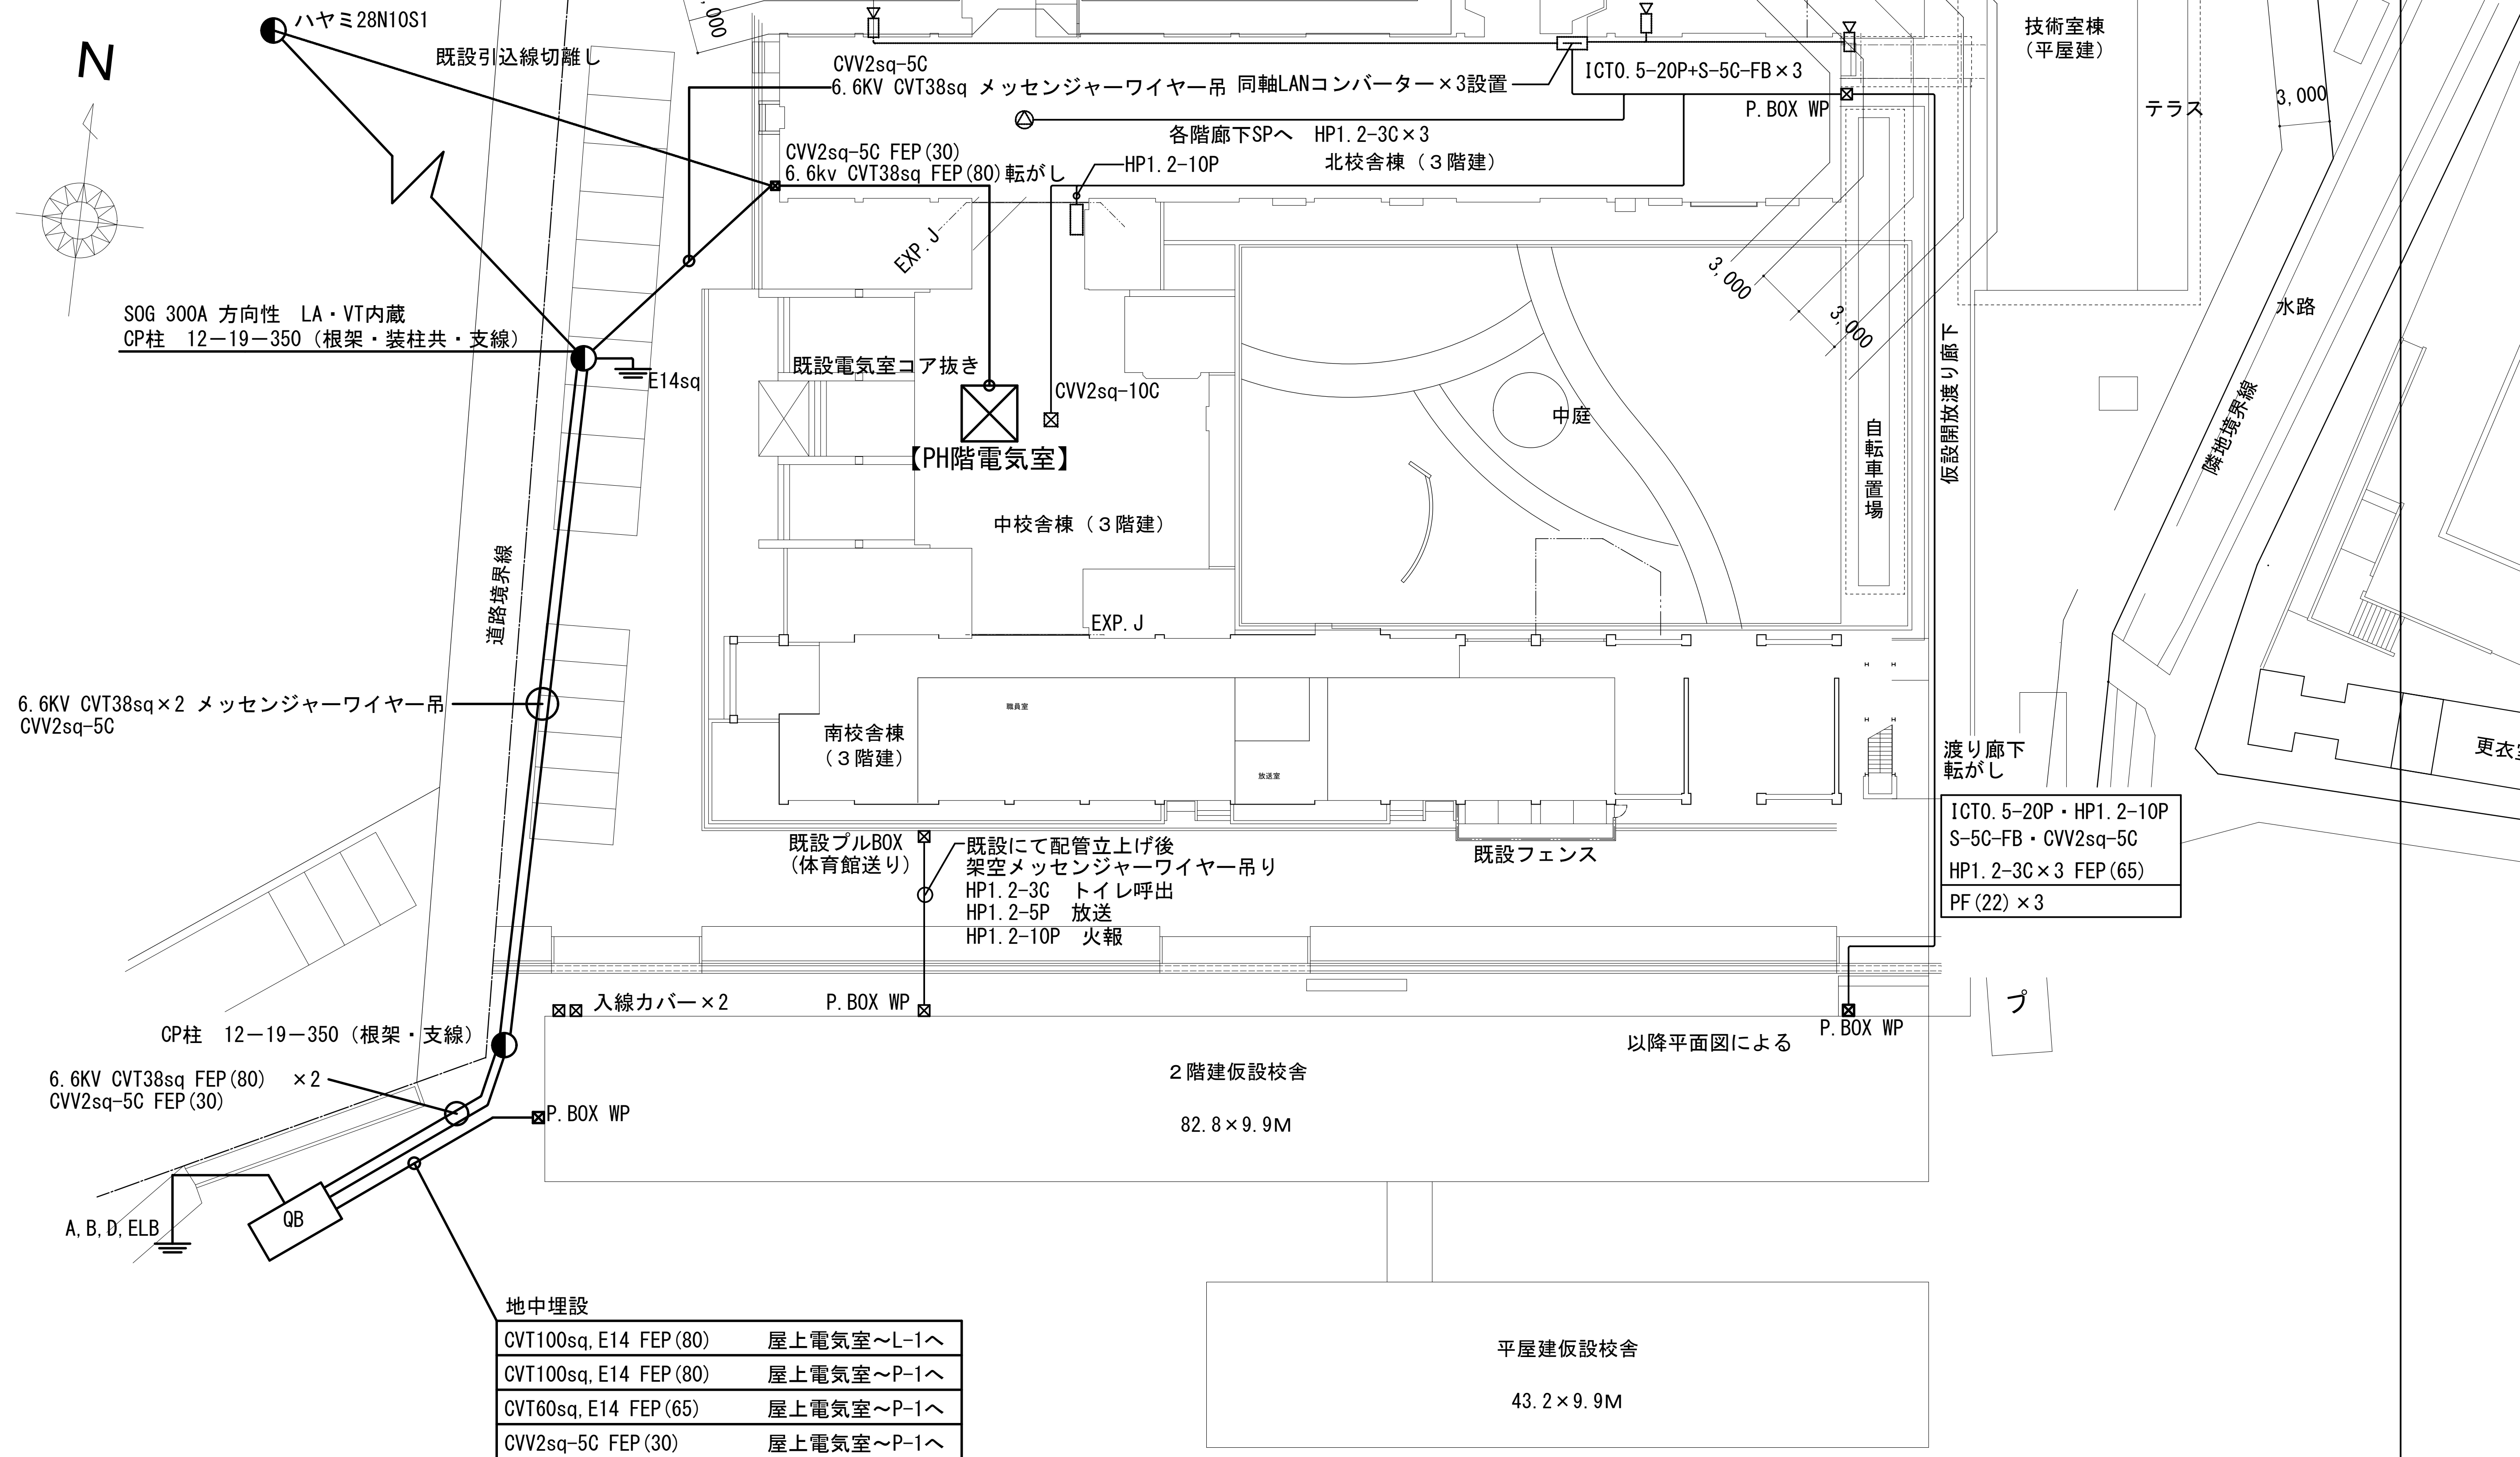 ハヤミ28N10S1
N
既設引込線切離し
,000
CVV2sq-5C
6.6KV CVT38sq メッセンジャーワイヤー吊
同軸LANコンバーター×3設置
ICT0.5-20P+S-5C-FB×3
P.BOX WP
各階廊下SPへ HP1.2-3C×3
CVV2sq-5C FEP(30)
6.6kv CVT38sq FEP(80)転がし
HP1.2-10P
北校舎棟（３階建）
技術室棟
（平屋建）
テラス
3,000
EXP.J
3,000
3,000
水路
隣地境界線
仮設開放渡り廊下
自転車置場
SOG 300A 方向性 LA・VT内蔵
CP柱 12－19－350（根架・装柱共・支線）
E14sq
既設電気室コア抜き
CVV2sq-10C
【PH階電気室】
中庭
中校舎棟（３階建）
道路境界線
EXP.J
6.6KV CVT38sq×2 メッセンジャーワイヤー吊
CVV2sq-5C
職員室
南校舎棟
（３階建）
放送室
更衣室
渡り廊下
転がし
ICT0.5-20P・HP1.2-10P
S-5C-FB・CVV2sq-5C
HP1.2-3C×3 FEP(65)
PF(22)×3
既設プルBOX
(体育館送り)
既設にて配管立上げ後
架空メッセンジャーワイヤー吊り
HP1.2-3C トイレ呼出
HP1.2-5P 放送
HP1.2-10P 火報
既設フェンス
入線カバー×2
P.BOX WP
プ
CP柱 12－19－350（根架・支線）
以降平面図による
P.BOX WP
6.6KV CVT38sq FEP(80) ×2
CVV2sq-5C FEP(30)
P.BOX WP
２階建仮設校舎
82.8×9.9M
QB
A,B,D,ELB
地中埋設
CVT100sq,E14 FEP(80) 屋上電気室～L-1へ
CVT100sq,E14 FEP(80) 屋上電気室～P-1へ
CVT60sq,E14 FEP(65) 屋上電気室～P-1へ
CVV2sq-5C FEP(30) 屋上電気室～P-1へ
平屋建仮設校舎
43.2×9.9M